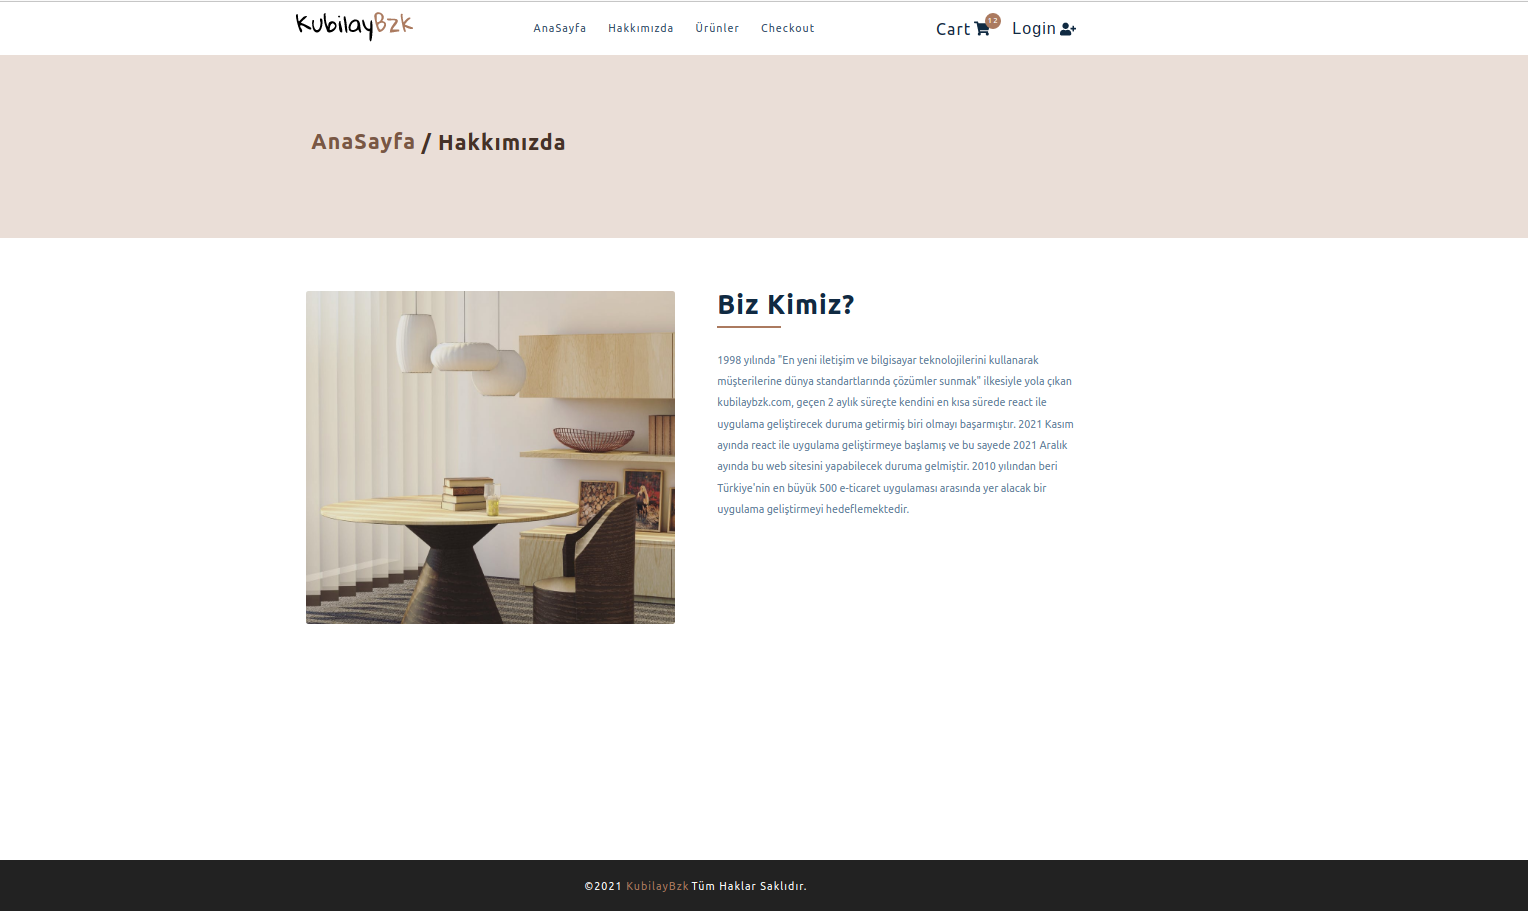 KubilayBzk
AnaSayfa Hakkımızda Ürünler Checkout
Cart 12 Login
AnaSayfa / Hakkımızda
Biz Kimiz?
1998 yılında "En yeni iletişim ve bilgisayar teknolojilerini kullanarak
müşterilerine dünya standartlarında çözümler sunmak" ilkesiyle yola çıkan
kubilaybzk.com, geçen 2 aylık süreçte kendini en kısa sürede react ile
uygulama geliştirecek duruma getirmiş biri olmayı başarmıştır. 2021 Kasım
ayında react ile uygulama geliştirmeye başlamış ve bu sayede 2021 Aralık
ayında bu web sitesini yapabilecek duruma gelmiştir. 2010 yılından beri
Türkiye'nin en büyük 500 e-ticaret uygulaması arasında yer alacak bir
uygulama geliştirmeyi hedeflemektedir.
©2021 KubilayBzk Tüm Haklar Saklıdır.